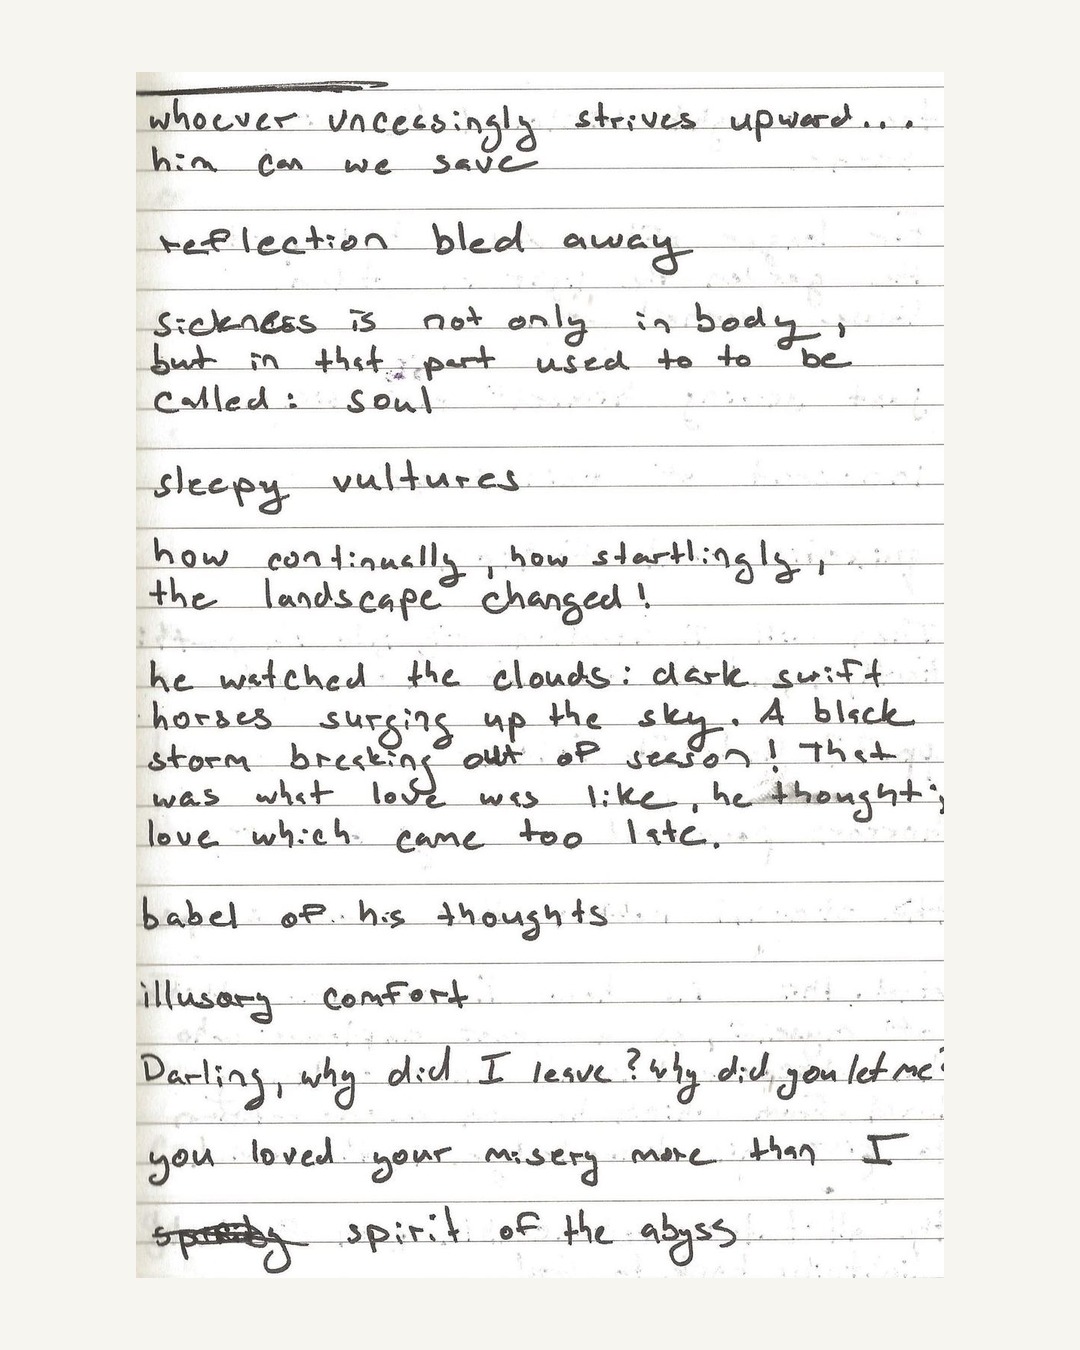 whoever uncessingly strives upward...
him can we save
reflection bled away
sickness is not only in body,
but in that part used to to be
called: soul
sleepy vultures
how continually, how startlingly,
the landscape changed!
he watched the clouds: dark swift
horses surging up the sky. A black
storm breaking out of season! That
was what love was like, he thought;
love which came too late.
babel of his thoughts
illusary comfort
Darling, why did I leave? Why did you let me?
you loved your misery more than I
spirit of the abyss